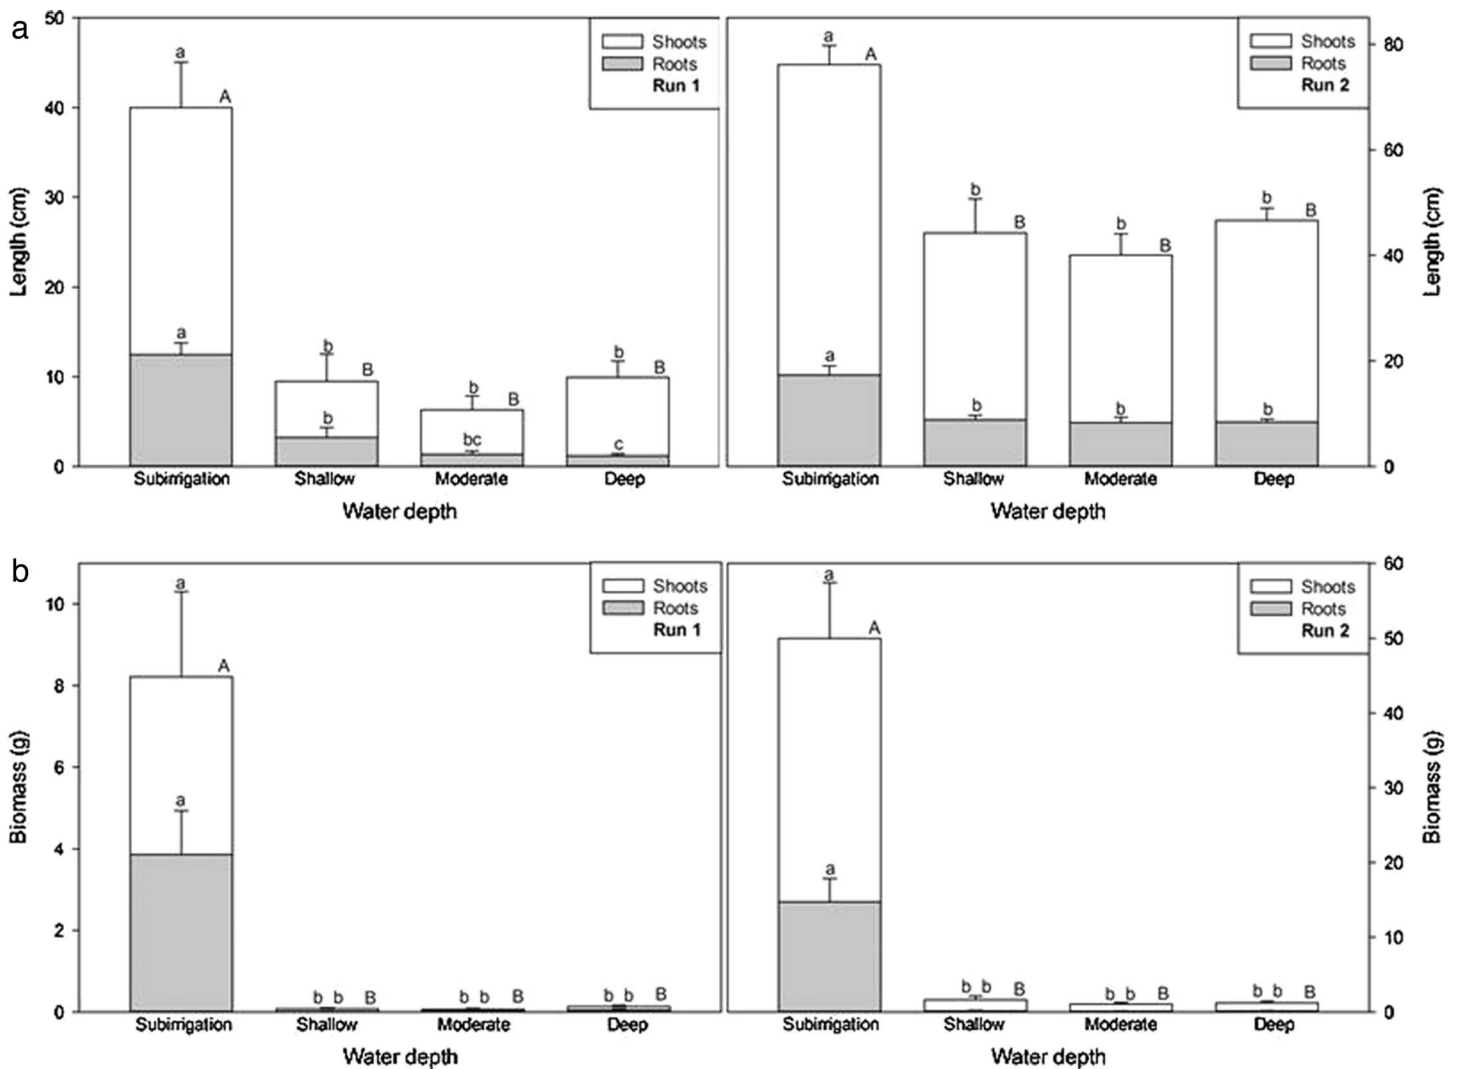 a
50
40
30
20
10
0
Length (cm)
Shoots
Roots
Run 1
a
A
a
b
B
b
b
B
bc
b
B
c
Subirrigation Shallow Moderate Deep
Water depth
Shoots
Roots
Run 2
a
A
a
b
B
b
b
B
b
b
B
b
80
60
40
20
0
Length (cm)
Subirrigation Shallow Moderate Deep
Water depth
b
10
8
6
4
2
0
Biomass (g)
Shoots
Roots
Run 1
a
A
a
b b B
b b B
b b B
Subirrigation Shallow Moderate Deep
Water depth
Shoots
Roots
Run 2
a
A
a
b b B
b b B
b b B
60
50
40
30
20
10
0
Biomass (g)
Subirrigation Shallow Moderate Deep
Water depth